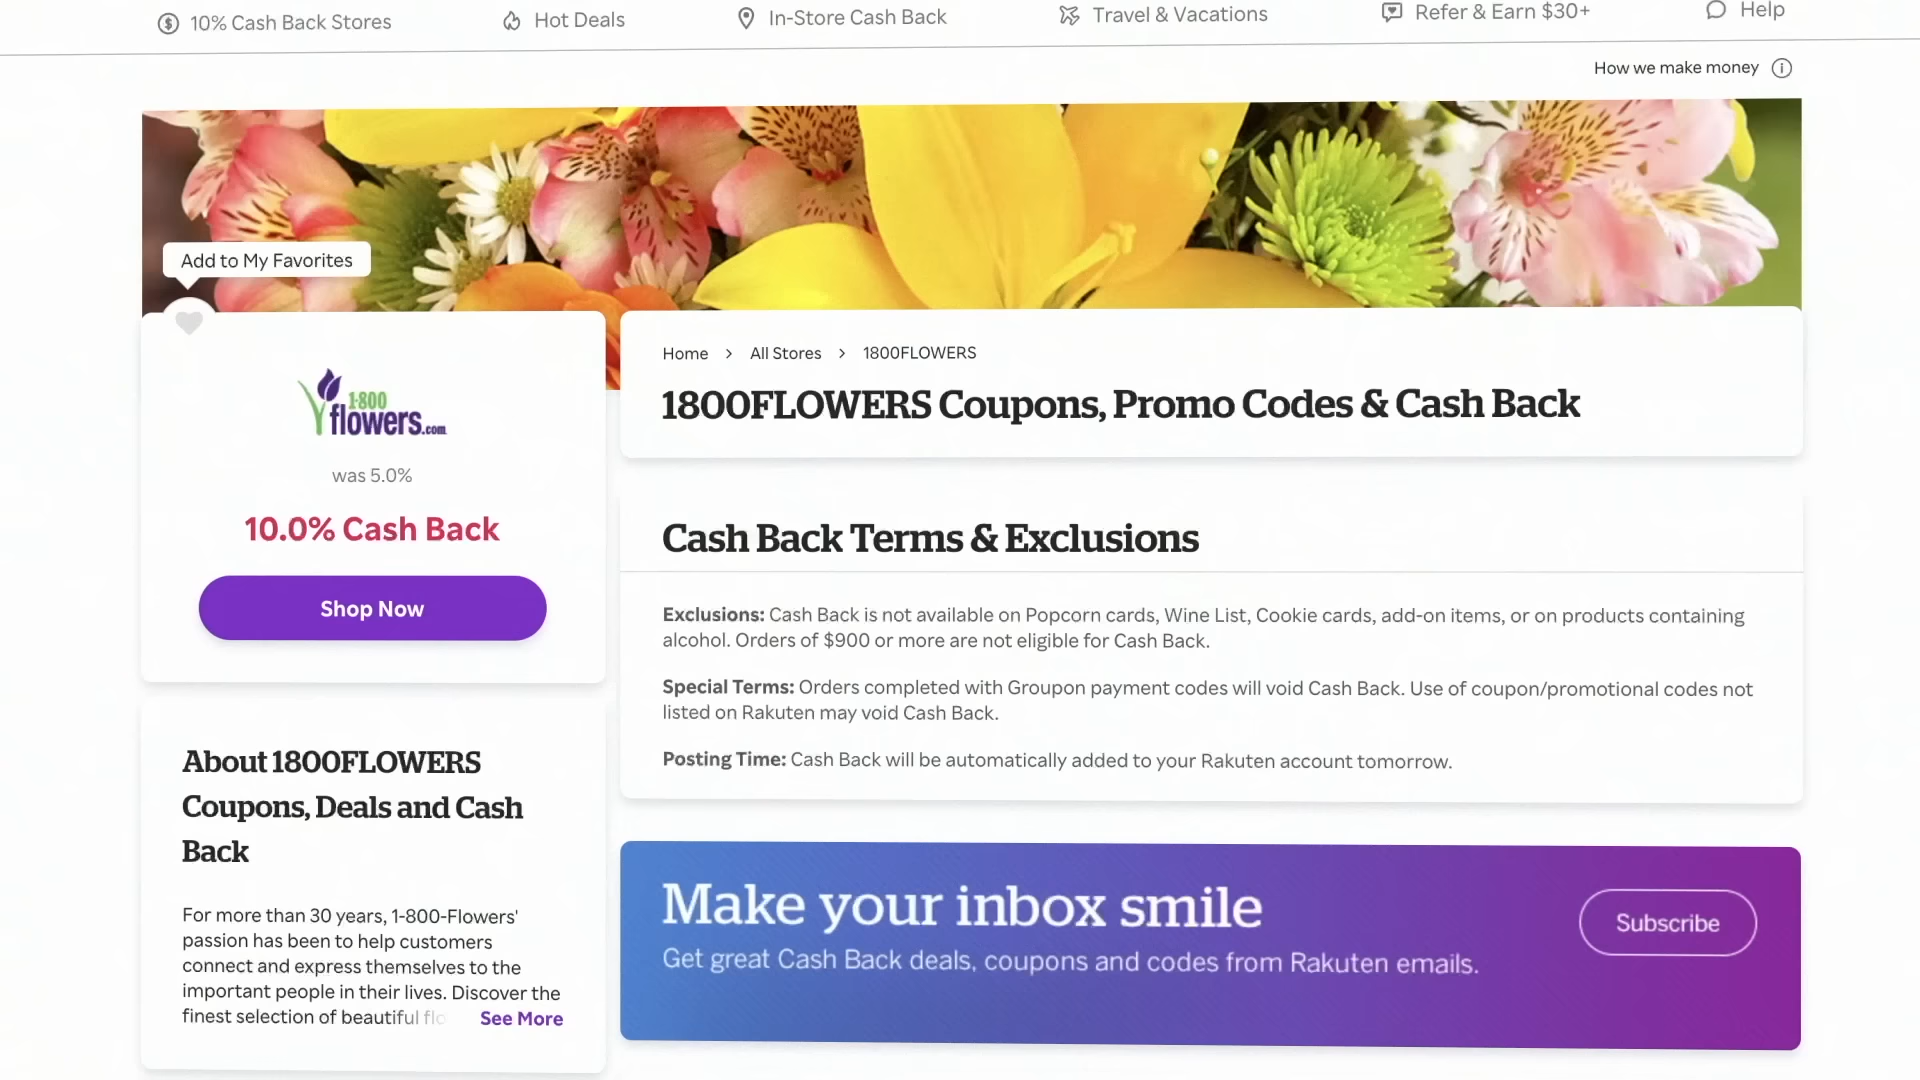 10% Cash Back Stores
Hot Deals
In-Store Cash Back
Travel & Vacations
Refer & Earn $30+
Help
How we make money
Add to My Favorites
1-800
flowers.com
was 5.0%
10.0% Cash Back
Shop Now
About 1800FLOWERS
Coupons, Deals and Cash
Back
For more than 30 years, 1-800-Flowers'
passion has been to help customers
connect and express themselves to the
important people in their lives. Discover the
finest selection of beautiful flo
See More
Home > All Stores > 1800FLOWERS
1800FLOWERS Coupons, Promo Codes & Cash Back
Cash Back Terms & Exclusions
Exclusions: Cash Back is not available on Popcorn cards, Wine List, Cookie cards, add-on items, or on products containing
alcohol. Orders of $900 or more are not eligible for Cash Back.
Special Terms: Orders completed with Groupon payment codes will void Cash Back. Use of coupon/promotional codes not
listed on Rakuten may void Cash Back.
Posting Time: Cash Back will be automatically added to your Rakuten account tomorrow.
Make your inbox smile
Get great Cash Back deals, coupons and codes from Rakuten emails.
Subscribe